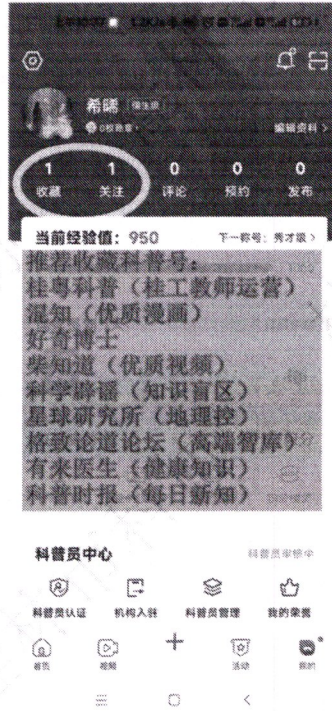 希曦
编辑资料
1 1 0 0 0
收藏 关注 评论 预约 发布
当前经验值：950 下一称号：秀才级
推荐收藏科普号：
桂粤科普（桂工教师运营）
混知（优质漫画）
好奇博士
柴知道（优质视频）
科学辟谣（知识盲区）
星球研究所（地理控）
格致论道论坛（高端智库）
有来医生（健康知识）
科普时报（每日新知）
科普员中心
科普员认证 机构入驻 科普员管理 我的荣誉
首页 视频 活动 我的